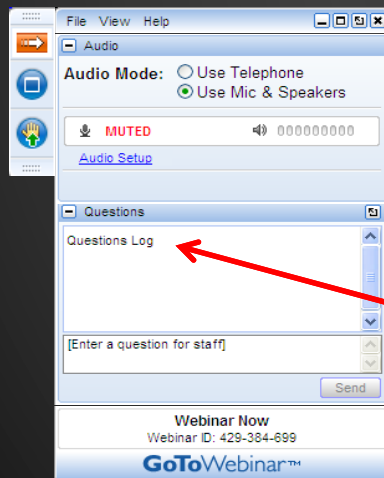 File View Help
Audio
Audio Mode: Use Telephone
Use Mic & Speakers
MUTED 000000000
Audio Setup
Questions
Questions Log
[Enter a question for staff]
Send
Webinar Now
Webinar ID: 429-384-699
GoToWebinar™